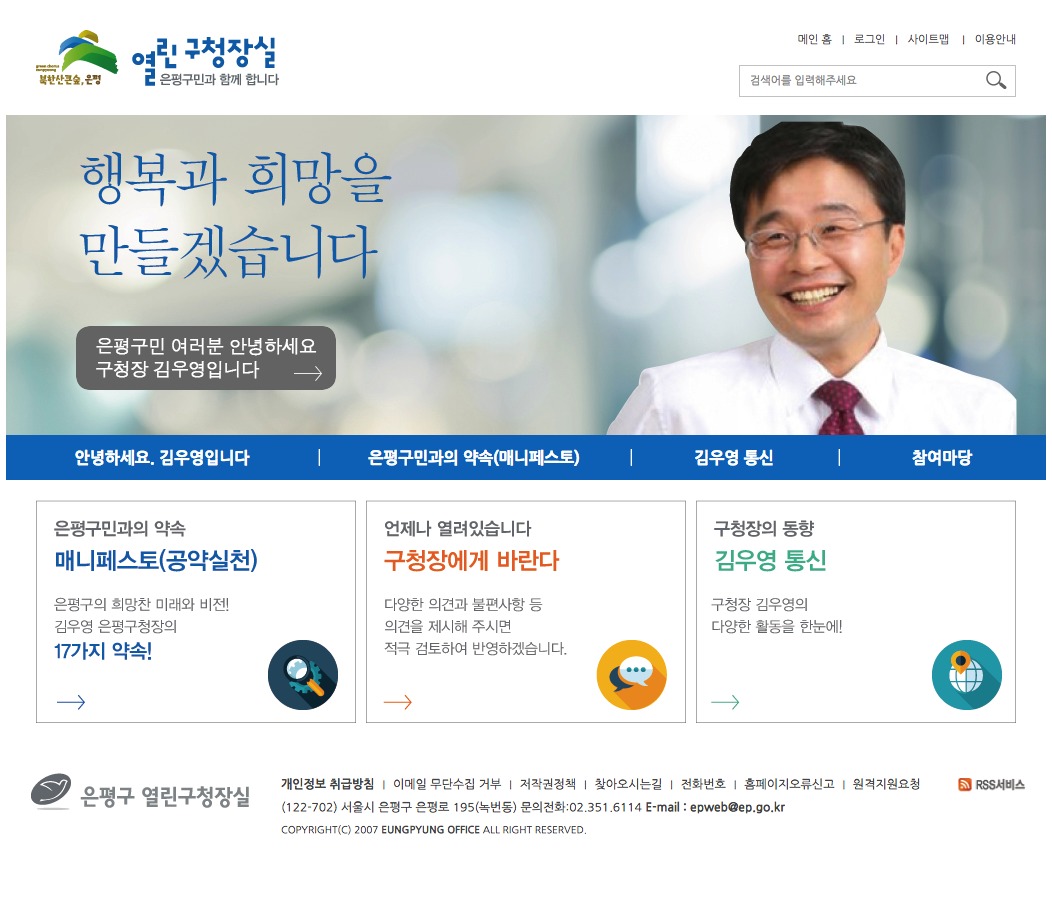 green chorus
eunpyeong
북한산큰숲, 은평
열린구청장실
은평구민과 함께 합니다
메인 홈 | 로그인 | 사이트맵 | 이용안내
검색어를 입력해주세요
행복과 희망을
만들겠습니다
은평구민 여러분 안녕하세요
구청장 김우영입니다
안녕하세요. 김우영입니다 | 은평구민과의 약속(매니페스토) | 김우영 통신 | 참여마당
은평구민과의 약속
매니페스토(공약실천)
은평구의 희망찬 미래와 비전!
김우영 은평구청장의
17가지 약속!
언제나 열려있습니다
구청장에게 바란다
다양한 의견과 불편사항 등
의견을 제시해 주시면
적극 검토하여 반영하겠습니다.
구청장의 동향
김우영 통신
구청장 김우영의
다양한 활동을 한눈에!
은평구 열린구청장실
개인정보 취급방침 | 이메일 무단수집 거부 | 저작권정책 | 찾아오시는길 | 전화번호 | 홈페이지오류신고 | 원격지원요청
RSS서비스
(122-702) 서울시 은평구 은평로 195(녹번동) 문의전화:02.351.6114 E-mail : epweb@ep.go.kr
COPYRIGHT(C) 2007 EUNGPYUNG OFFICE ALL RIGHT RESERVED.